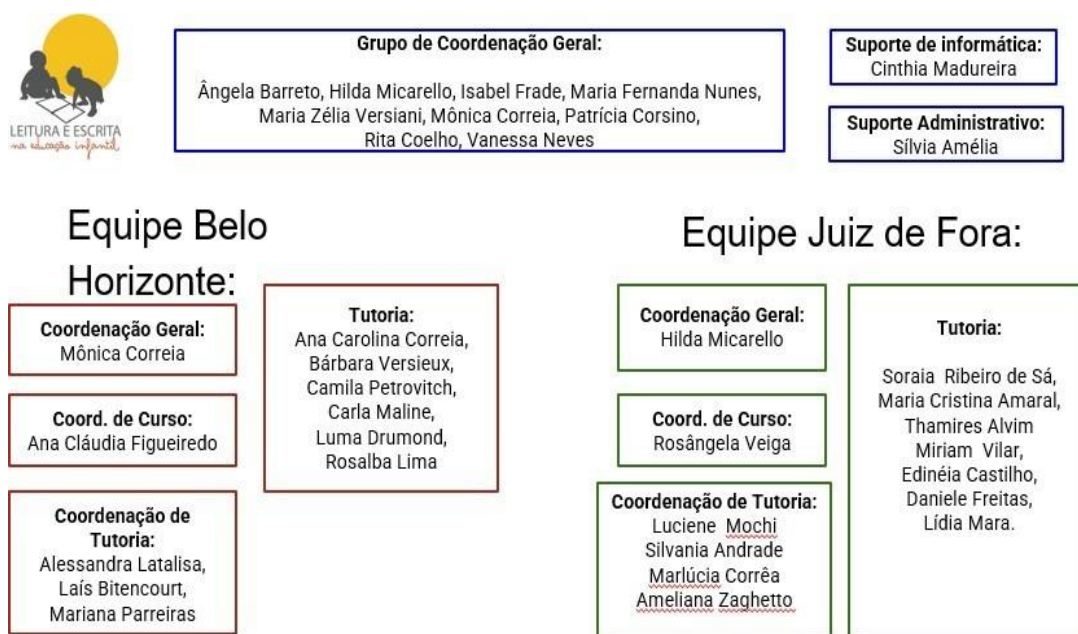 LEITURA E ESCRITA
na educação infantil
Grupo de Coordenação Geral:
Ângela Barreto, Hilda Micarello, Isabel Frade, Maria Fernanda Nunes,
Maria Zélia Versiani, Mônica Correia, Patrícia Corsino,
Rita Coelho, Vanessa Neves
Suporte de informática:
Cinthia Madureira
Suporte Administrativo:
Sílvia Amélia
Equipe Belo
Horizonte:
Coordenação Geral:
Mônica Correia
Coord. de Curso:
Ana Cláudia Figueiredo
Coordenação de
Tutoria:
Alessandra Latalisa,
Laís Bitencourt,
Mariana Parreiras
Tutoria:
Ana Carolina Correia,
Bárbara Versieux,
Camila Petrovitch,
Carla Maline,
Luma Drumond,
Rosalba Lima
Equipe Juiz de Fora:
Coordenação Geral:
Hilda Micarello
Coord. de Curso:
Rosângela Veiga
Coordenação de Tutoria:
Luciene Mochi
Silvania Andrade
Marlúcia Corrêa
Ameliana Zaghetto
Tutoria:
Soraia Ribeiro de Sá,
Maria Cristina Amaral,
Thamires Alvim
Miriam Vilar,
Edinéia Castilho,
Daniele Freitas,
Lídia Mara.